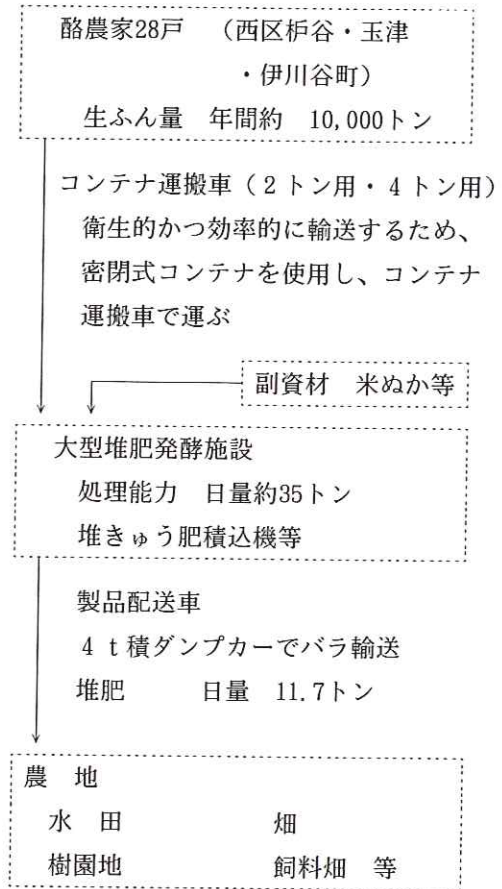 酪農家28戸　（西区枦谷・玉津
・伊川谷町）
生ふん量　年間約　10,000トン
コンテナ運搬車（2トン用・4トン用）
衛生的かつ効率的に輸送するため、
密閉式コンテナを使用し、コンテナ
運搬車で運ぶ
副資材　米ぬか等
大型堆肥発酵施設
処理能力　日量約35トン
堆きゅう肥積込機等
製品配送車
4 t積ダンプカーでバラ輸送
堆肥　　　日量　11.7トン
農　地
水　田　　　　　　畑
樹園地　　　　　　飼料畑　等